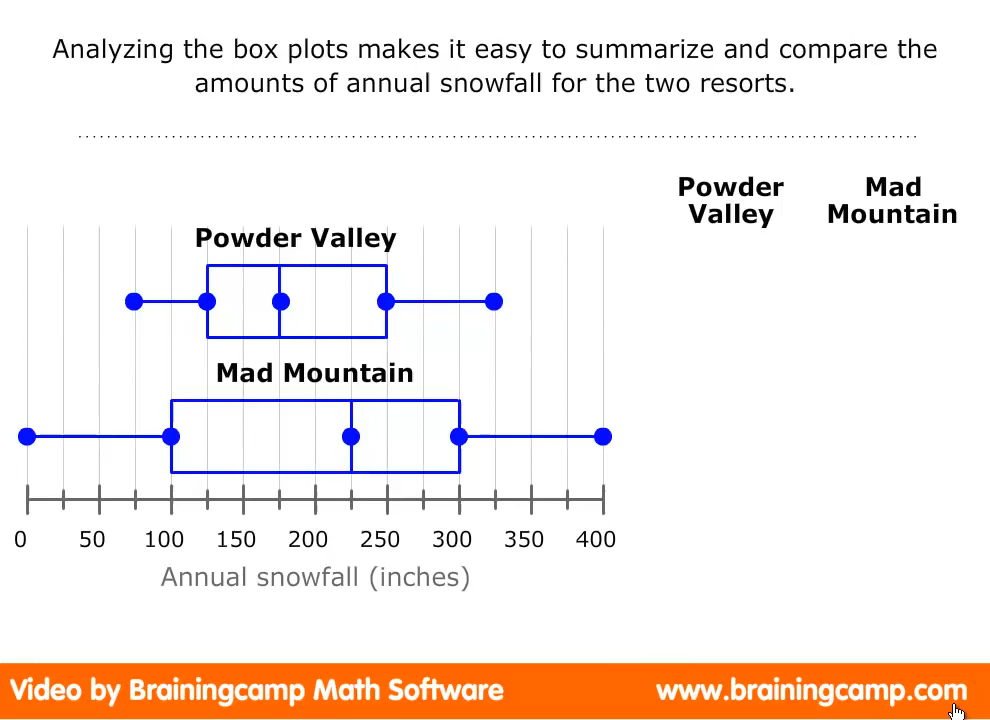 Analyzing the box plots makes it easy to summarize and compare the
amounts of annual snowfall for the two resorts.
Powder Mad
Valley Mountain
Powder Valley
Mad Mountain
0 50 100 150 200 250 300 350 400
Annual snowfall (inches)
Video by Brainingcamp Math Software www.brainingcamp.com